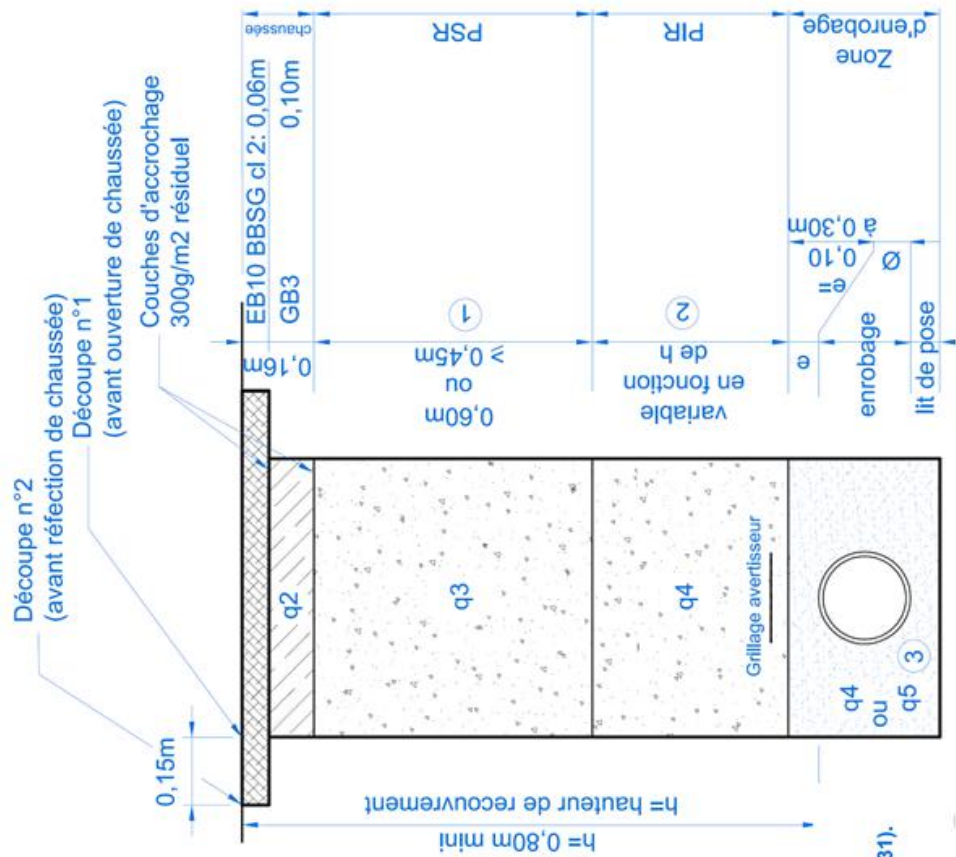 Découpe n°2
(avant réfection de chaussée)
Découpe n°1
(avant ouverture de chaussée)
Couches d'accrochage
300g/m2 résiduel
0,15m
EB10 BBSG cl 2: 0,06m
GB3 0,10m
chaussée
0,16m
q2
PSR
1
0,60m
ou
≥ 0,45m
q3
PIR
2
variable
en fonction
de h
q4
Grillage avertisseur
Zone
d'enrobage
e
e=
0,10
à 0,30m
Ø
enrobage
lit de pose
q4
ou
q5
3
h= hauteur de recouvrement
h= 0,80m mini
31).